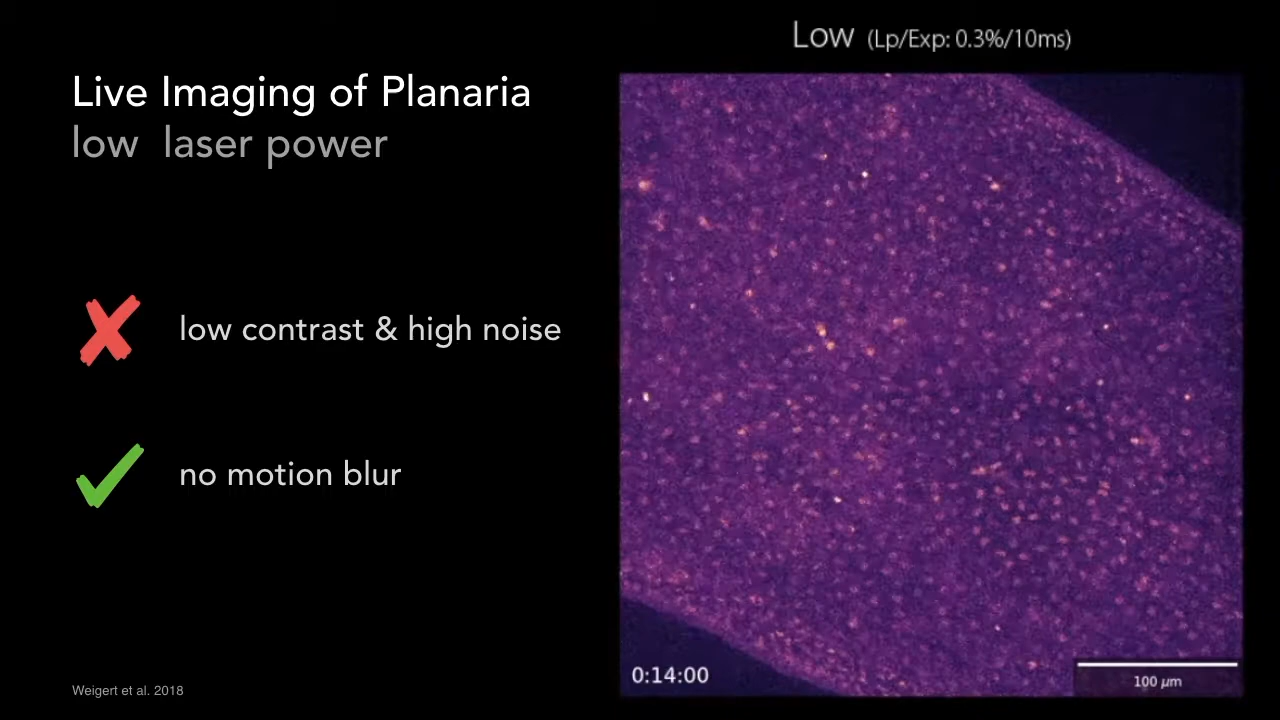 Live Imaging of Planaria
low laser power
low contrast & high noise
no motion blur
Weigert et al. 2018
Low (Lp/Exp: 0.3%/10ms)
0:14:00
100 µm